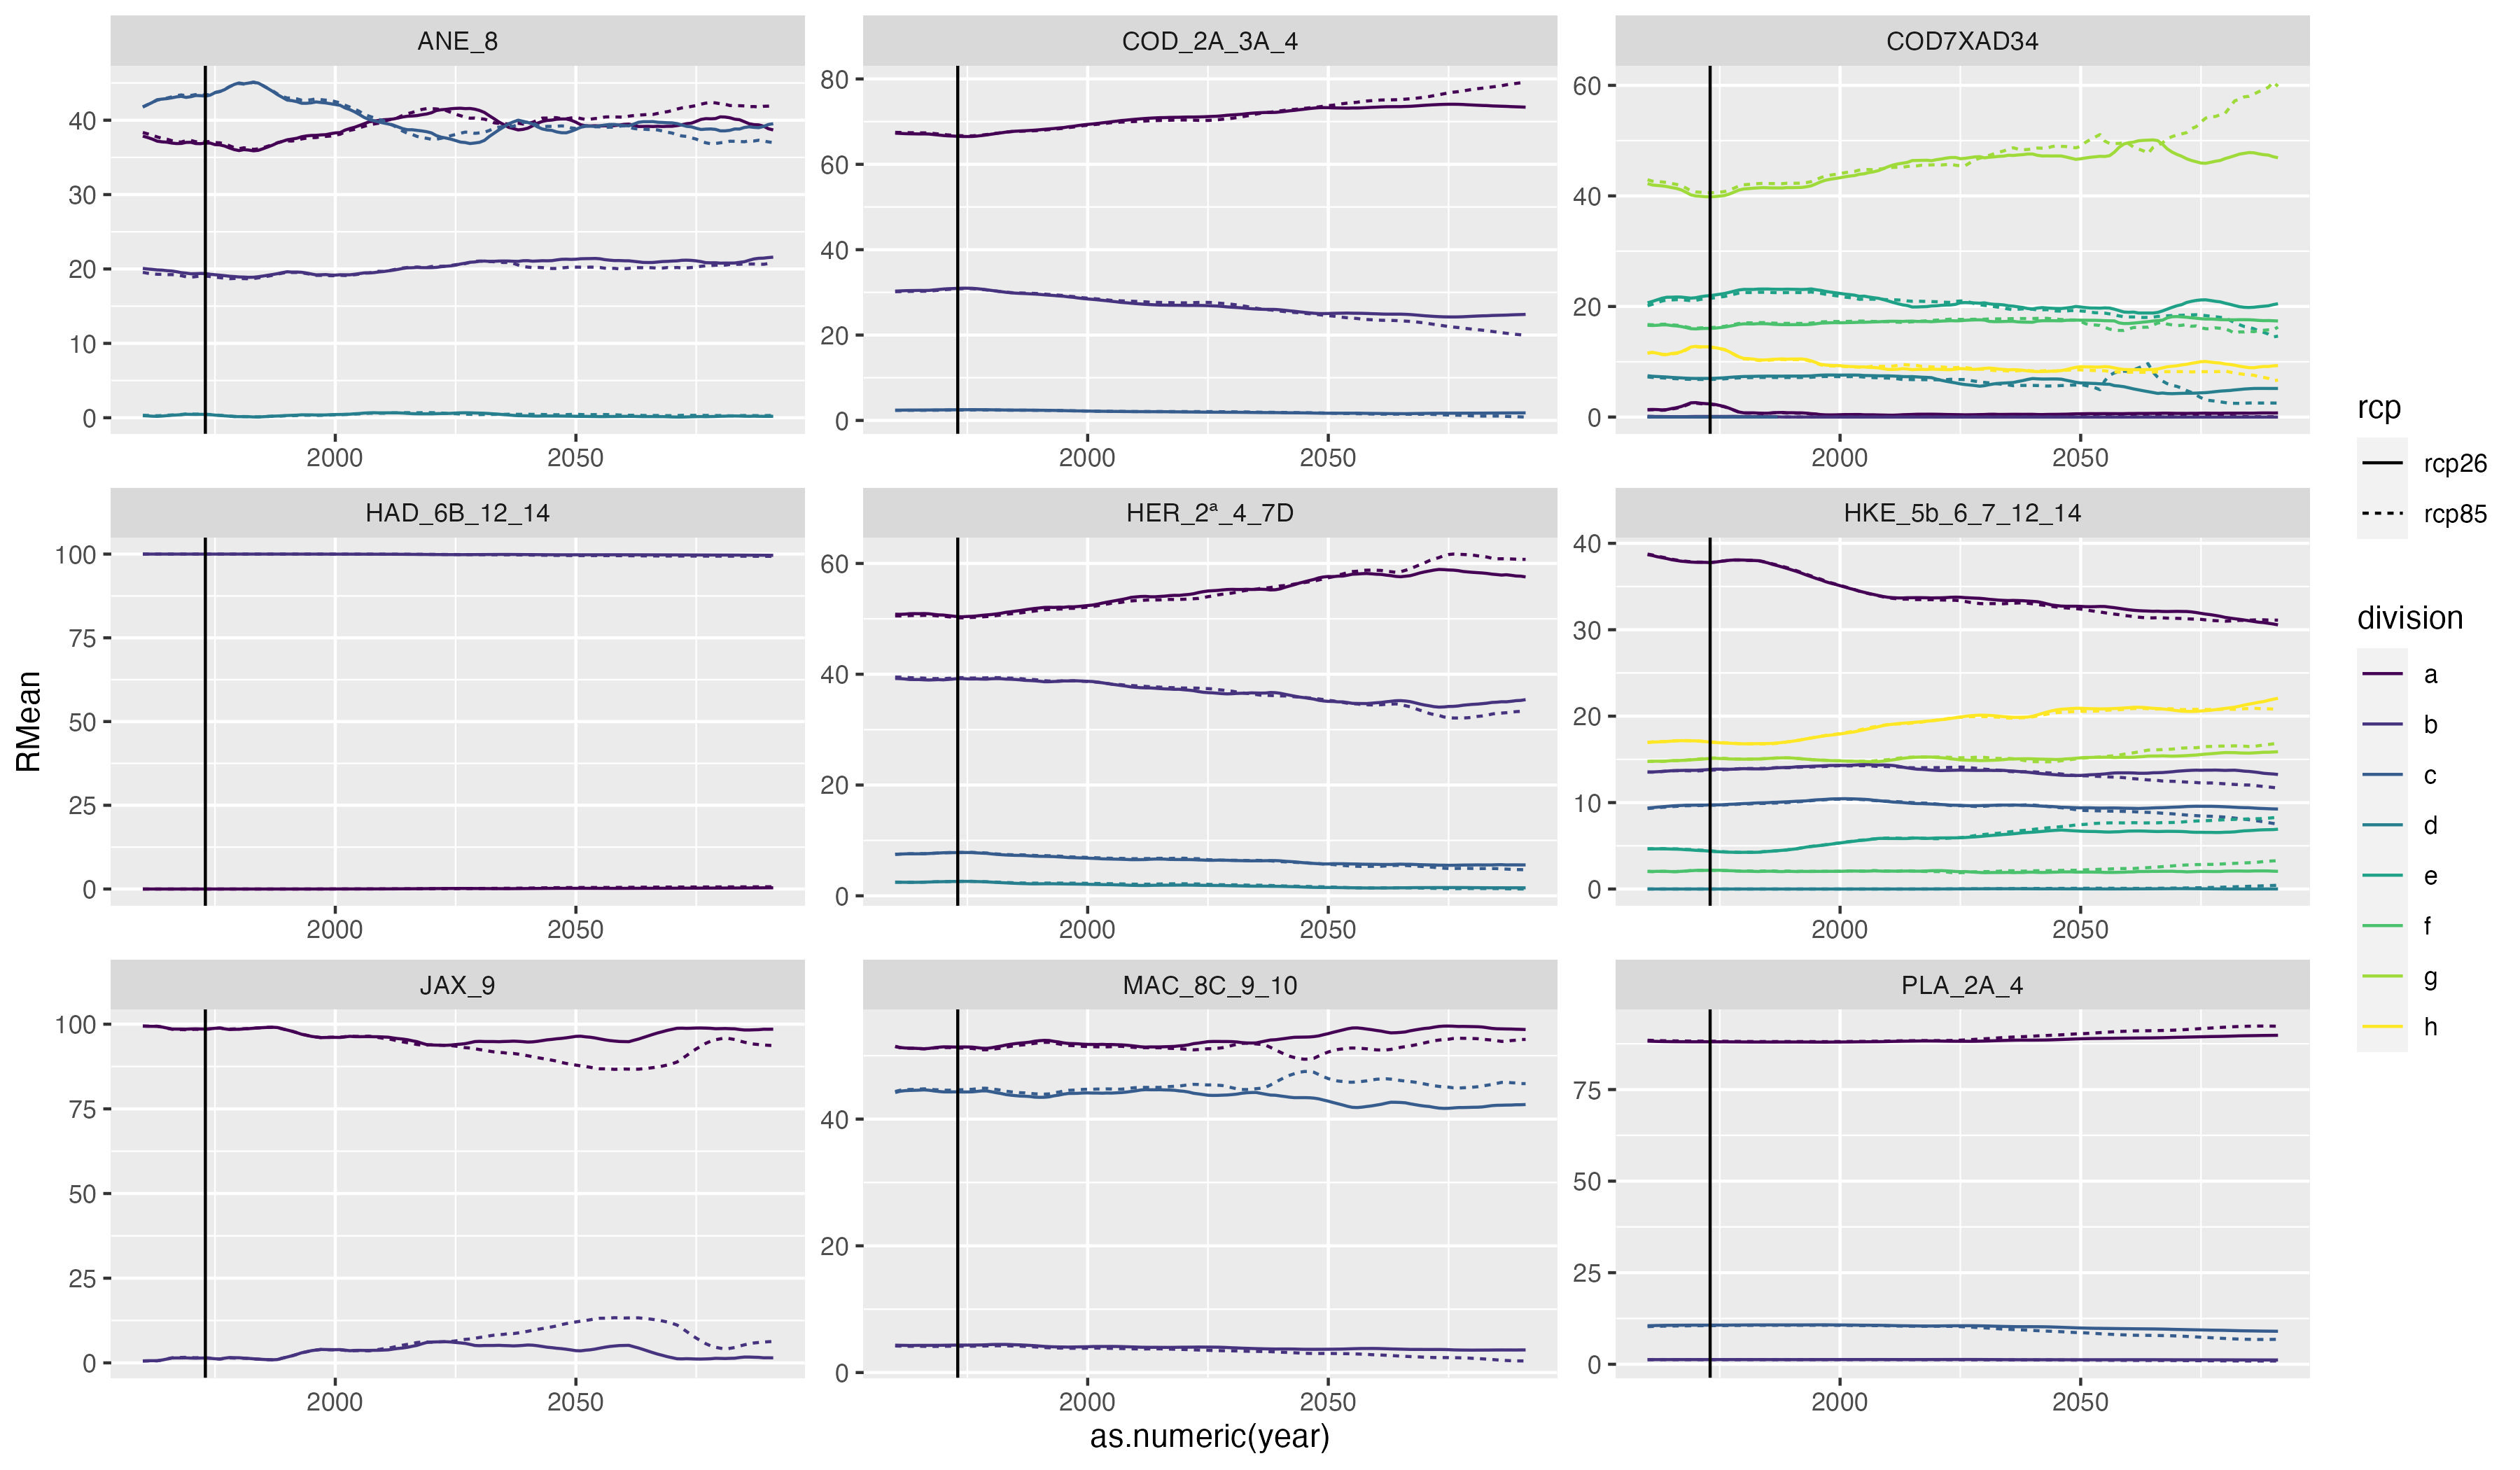 ANE_8 COD_2A_3A_4 COD7XAD34
40
30
20
10
0
2000 2050
80
60
40
20
0
2000 2050
60
40
20
0
2000 2050
HAD_6B_12_14 HER_2ª_4_7D HKE_5b_6_7_12_14
100
75
50
25
0
2000 2050
60
40
20
0
2000 2050
40
30
20
10
0
2000 2050
JAX_9 MAC_8C_9_10 PLA_2A_4
100
75
50
25
0
2000 2050
40
20
0
2000 2050
75
50
25
0
2000 2050
RMean
as.numeric(year)
rcp
rcp26
rcp85
division
a
b
c
d
e
f
g
h